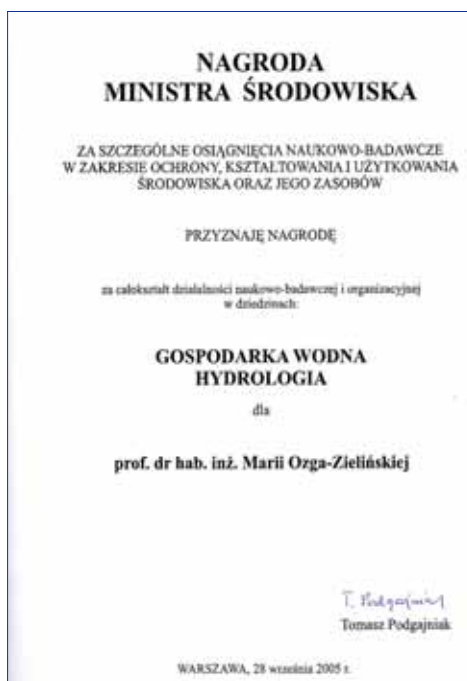 NAGRODA
MINISTRA ŚRODOWISKA
ZA SZCZEGÓLNE OSIĄGNIĘCIA NAUKOWO-BADAWCZE
W ZAKRESIE OCHRONY, KSZTAŁTOWANIA I UŻYTKOWANIA
ŚRODOWISKA ORAZ JEGO ZASOBÓW
PRZYZNAJĘ NAGRODĘ
za całokształt działalności naukowo-badawczej i organizacyjnej
w dziedzinach:
GOSPODARKA WODNA
HYDROLOGIA
dla
prof. dr hab. inż. Marii Ozga-Zielińskiej
T. Podgajniak
Tomasz Podgajniak
WARSZAWA, 28 września 2005 r.